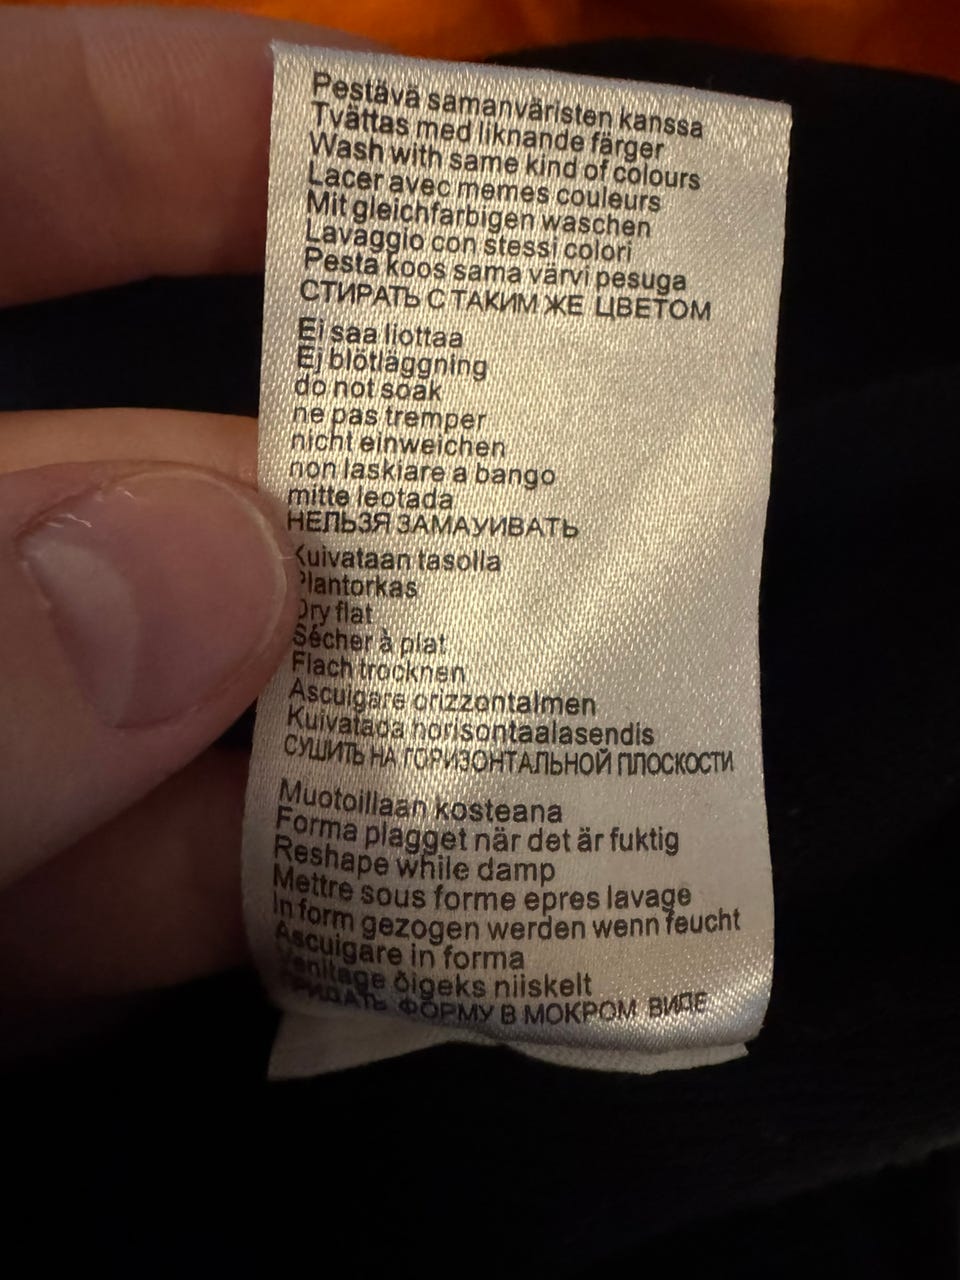 Pestävä samanväristen kanssa
Tvättas med liknande färger
Wash with same kind of colours
Lacer avec memes couleurs
Mit gleichfarbigen waschen
Lavaggio con stessi colori
Pesta koos sama värvi pesuga
СТИРАТЬ С ТАКИМ ЖЕ ЦВЕТОМ
Ei saa liottaa
Ej blötläggning
do not soak
ne pas tremper
nicht einweichen
non laskiare a bango
mitte leotada
НЕЛЬЗЯ ЗАМАУИВАТЬ
Kuivataan tasolla
Plantorkas
Dry flat
Sécher à plat
Flach trocknen
Ascuigare orizzontalmen
Kuivatada horisontaalasendis
СУШИТЬ НА ГОРИЗОНТАЛЬНОЙ ПЛОСКОСТИ
Muotoillaan kosteana
Forma plagget när det är fuktig
Reshape while damp
Mettre sous forme epres lavage
In form gezogen werden wenn feucht
Ascuigare in forma
Venitage õigeks niiskelt
ПРИДАТЬ ФОРМУ В МОКРОМ ВИДЕ